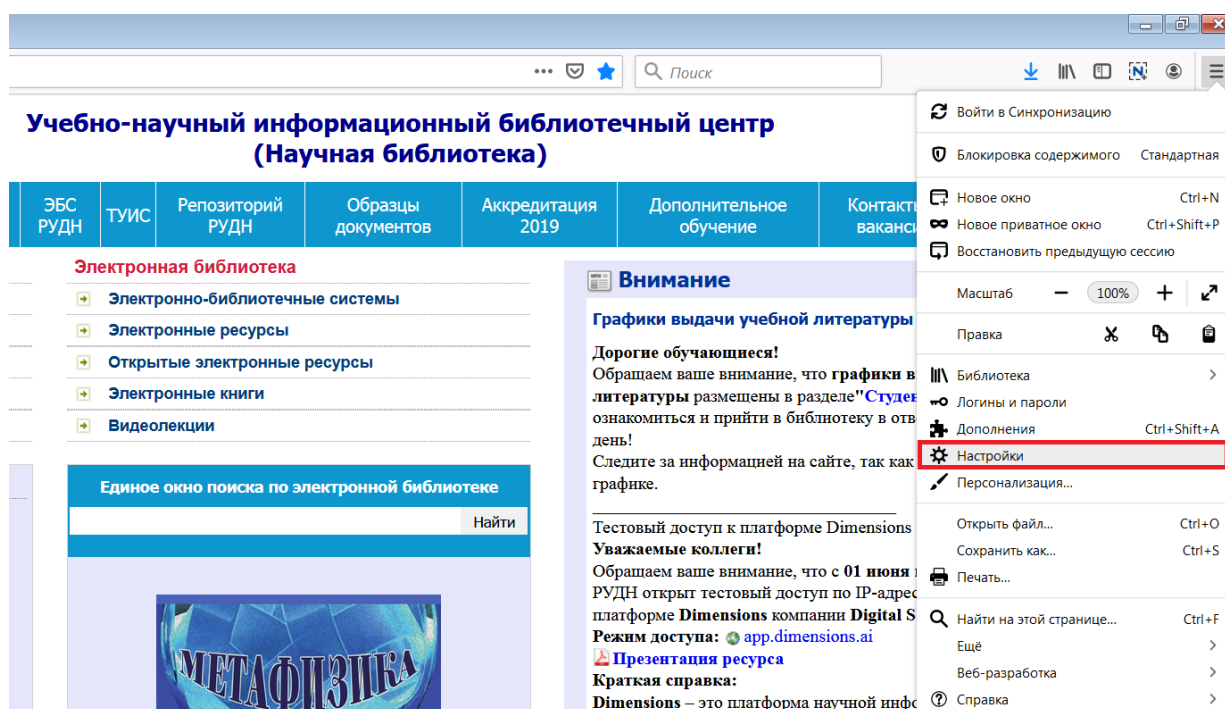 Поиск
Учебно-научный информационный библиотечный центр
(Научная библиотека)
ЭБС
РУДН
ТУИС
Репозиторий
РУДН
Образцы
документов
Аккредитация
2019
Дополнительное
обучение
Контакты
ваканс
Электронная библиотека
Электронно-библиотечные системы
Электронные ресурсы
Открытые электронные ресурсы
Электронные книги
Видеолекции
Единое окно поиска по электронной библиотеке
Найти
МЕТАФИЗИКА
Внимание
Графики выдачи учебной литературы
Дорогие обучающиеся!
Обращаем ваше внимание, что графики в
литературы размещены в разделе"Студен
ознакомиться и прийти в библиотеку в отв
день!
Следите за информацией на сайте, так как
графике.
Тестовый доступ к платформе Dimensions
Уважаемые коллеги!
Обращаем ваше внимание, что с 01 июня
РУДН открыт тестовый доступ по IP-адрес
платформе Dimensions компании Digital S
Режим доступа: app.dimensions.ai
Презентация ресурса
Краткая справка:
Dimensions – это платформа научной инфо
Войти в Синхронизацию
Блокировка содержимого Стандартная
Новое окно Ctrl+N
Новое приватное окно Ctrl+Shift+P
Восстановить предыдущую сессию
Масштаб 100%
Правка
Библиотека
Логины и пароли
Дополнения Ctrl+Shift+A
Настройки
Персонализация...
Открыть файл... Ctrl+O
Сохранить как... Ctrl+S
Печать...
Найти на этой странице... Ctrl+F
Ещё
Веб-разработка
Справка